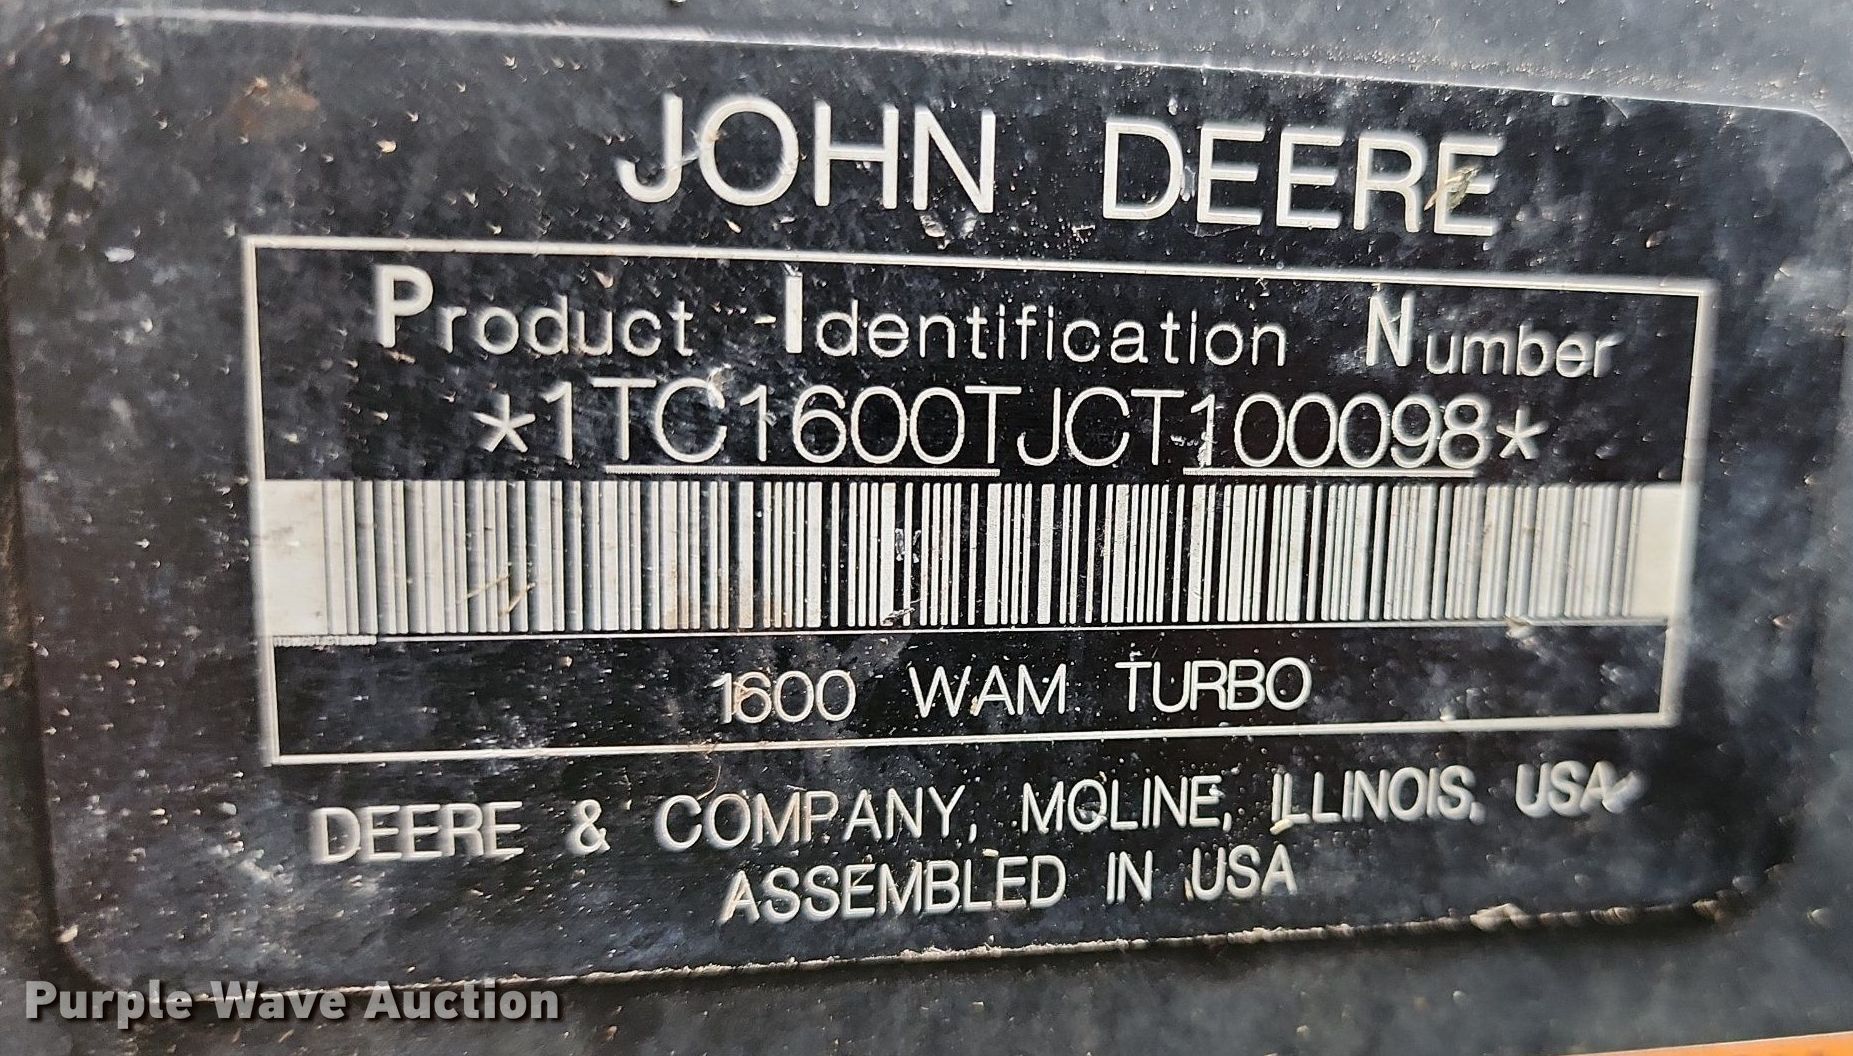 JOHN DEERE
Product Identification Number
*1TC1600TJCT100098*
1600 WAM TURBO
DEERE & COMPANY, MOLINE, ILLINOIS, USA
ASSEMBLED IN USA
Purple Wave Auction